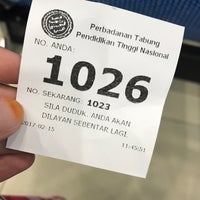 Perbadanan Tabung
Pendidikan Tinggi Nasional
NO. ANDA:
1026
NO. SEKARANG: 1023
SILA DUDUK. ANDA AKAN
DILAYAN SEBENTAR LAGI.
2017-02-15
11:45:51